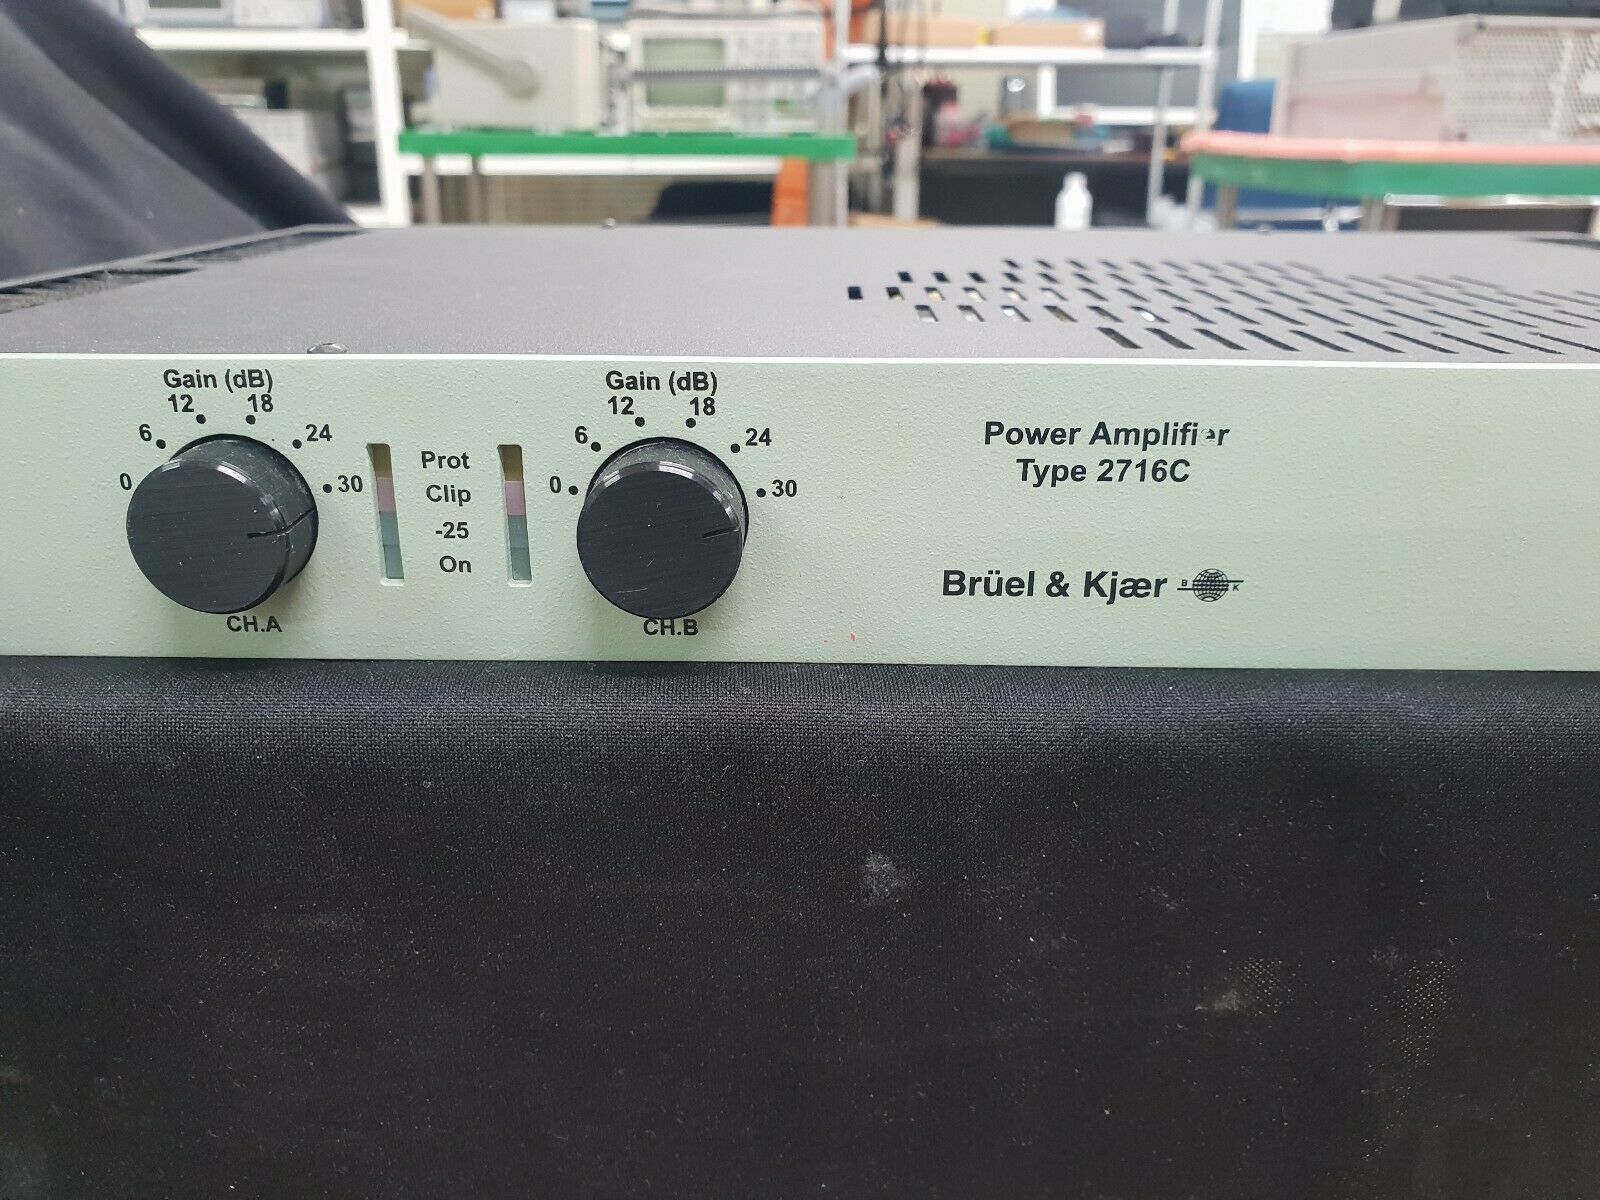 Gain (dB)
0 6 12 18 24 30
CH.A
Prot
Clip
-25
On
Gain (dB)
0 6 12 18 24 30
CH.B
Power Amplifier
Type 2716C
Brüel & Kjær B K